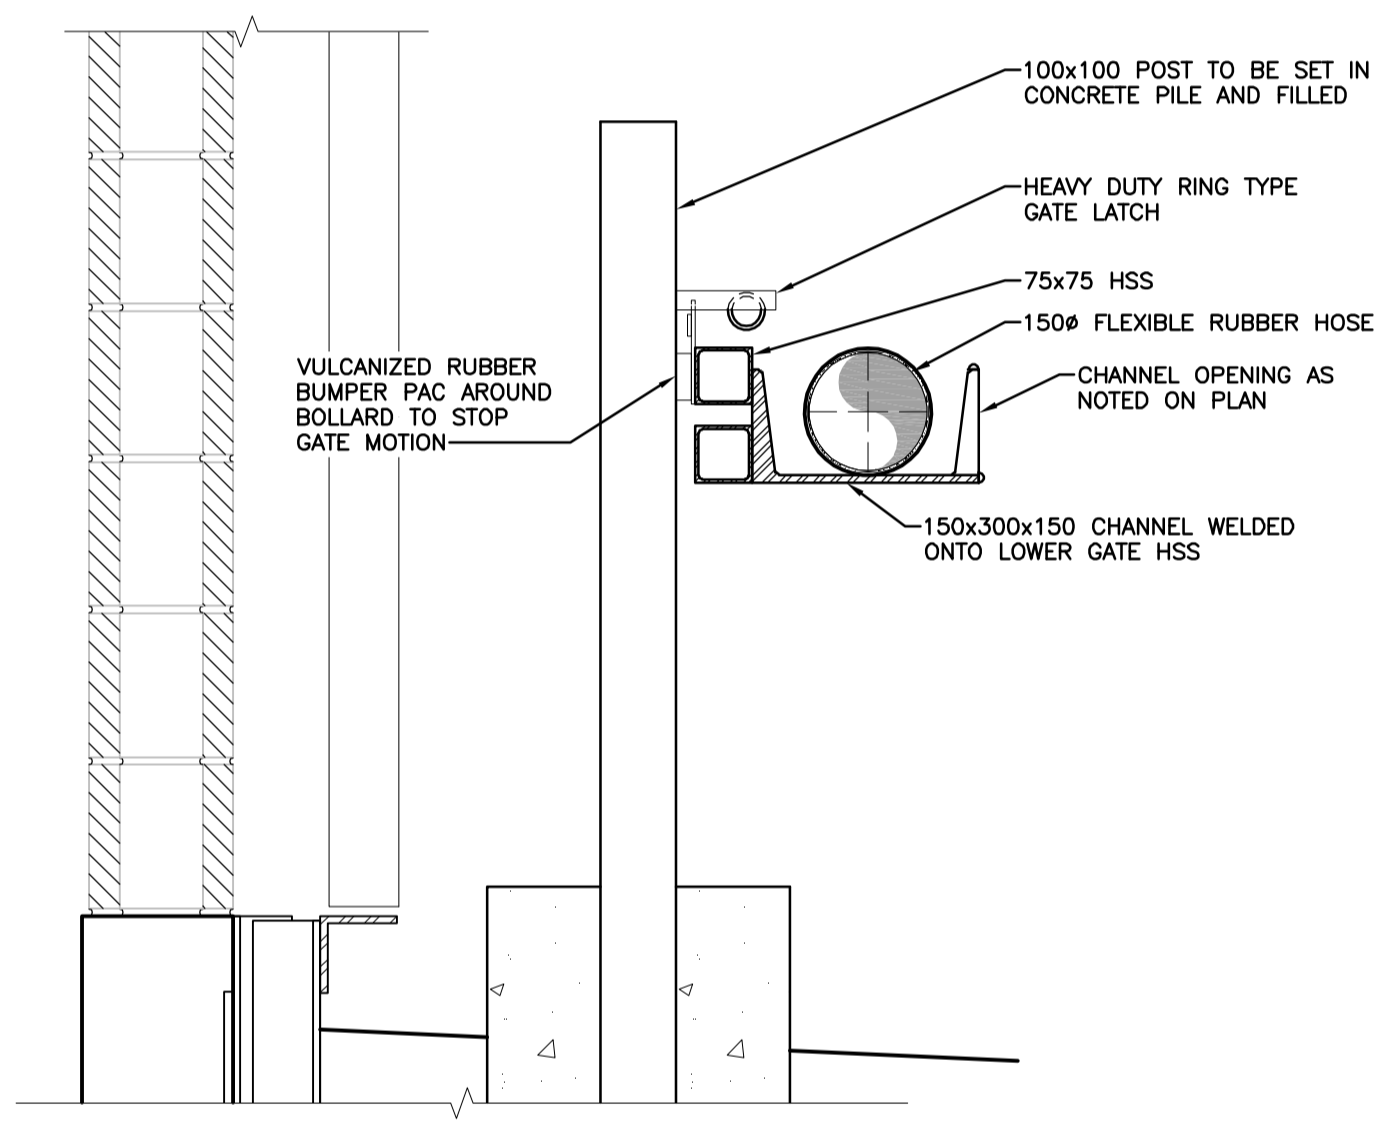 100x100 POST TO BE SET IN
CONCRETE PILE AND FILLED
HEAVY DUTY RING TYPE
GATE LATCH
75x75 HSS
150ø FLEXIBLE RUBBER HOSE
CHANNEL OPENING AS
NOTED ON PLAN
VULCANIZED RUBBER
BUMPER PAC AROUND
BOLLARD TO STOP
GATE MOTION
150x300x150 CHANNEL WELDED
ONTO LOWER GATE HSS